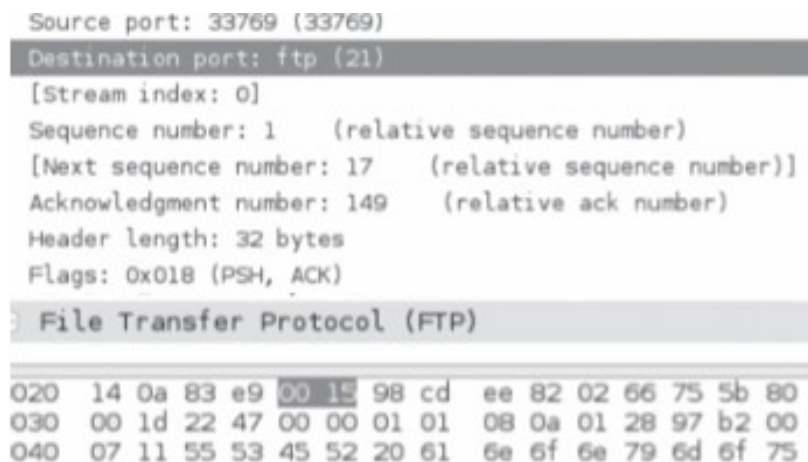 Source port: 33769 (33769)
Destination port: ftp (21)
[Stream index: 0]
Sequence number: 1 (relative sequence number)
[Next sequence number: 17 (relative sequence number)]
Acknowledgment number: 149 (relative ack number)
Header length: 32 bytes
Flags: 0x018 (PSH, ACK)
File Transfer Protocol (FTP)
020 14 0a 83 e9 00 15 98 cd ee 82 02 66 75 5b 80
030 00 1d 22 47 00 00 01 01 08 0a 01 28 97 b2 00
040 07 11 55 53 45 52 20 61 6e 6f 6e 79 6d 6f 75